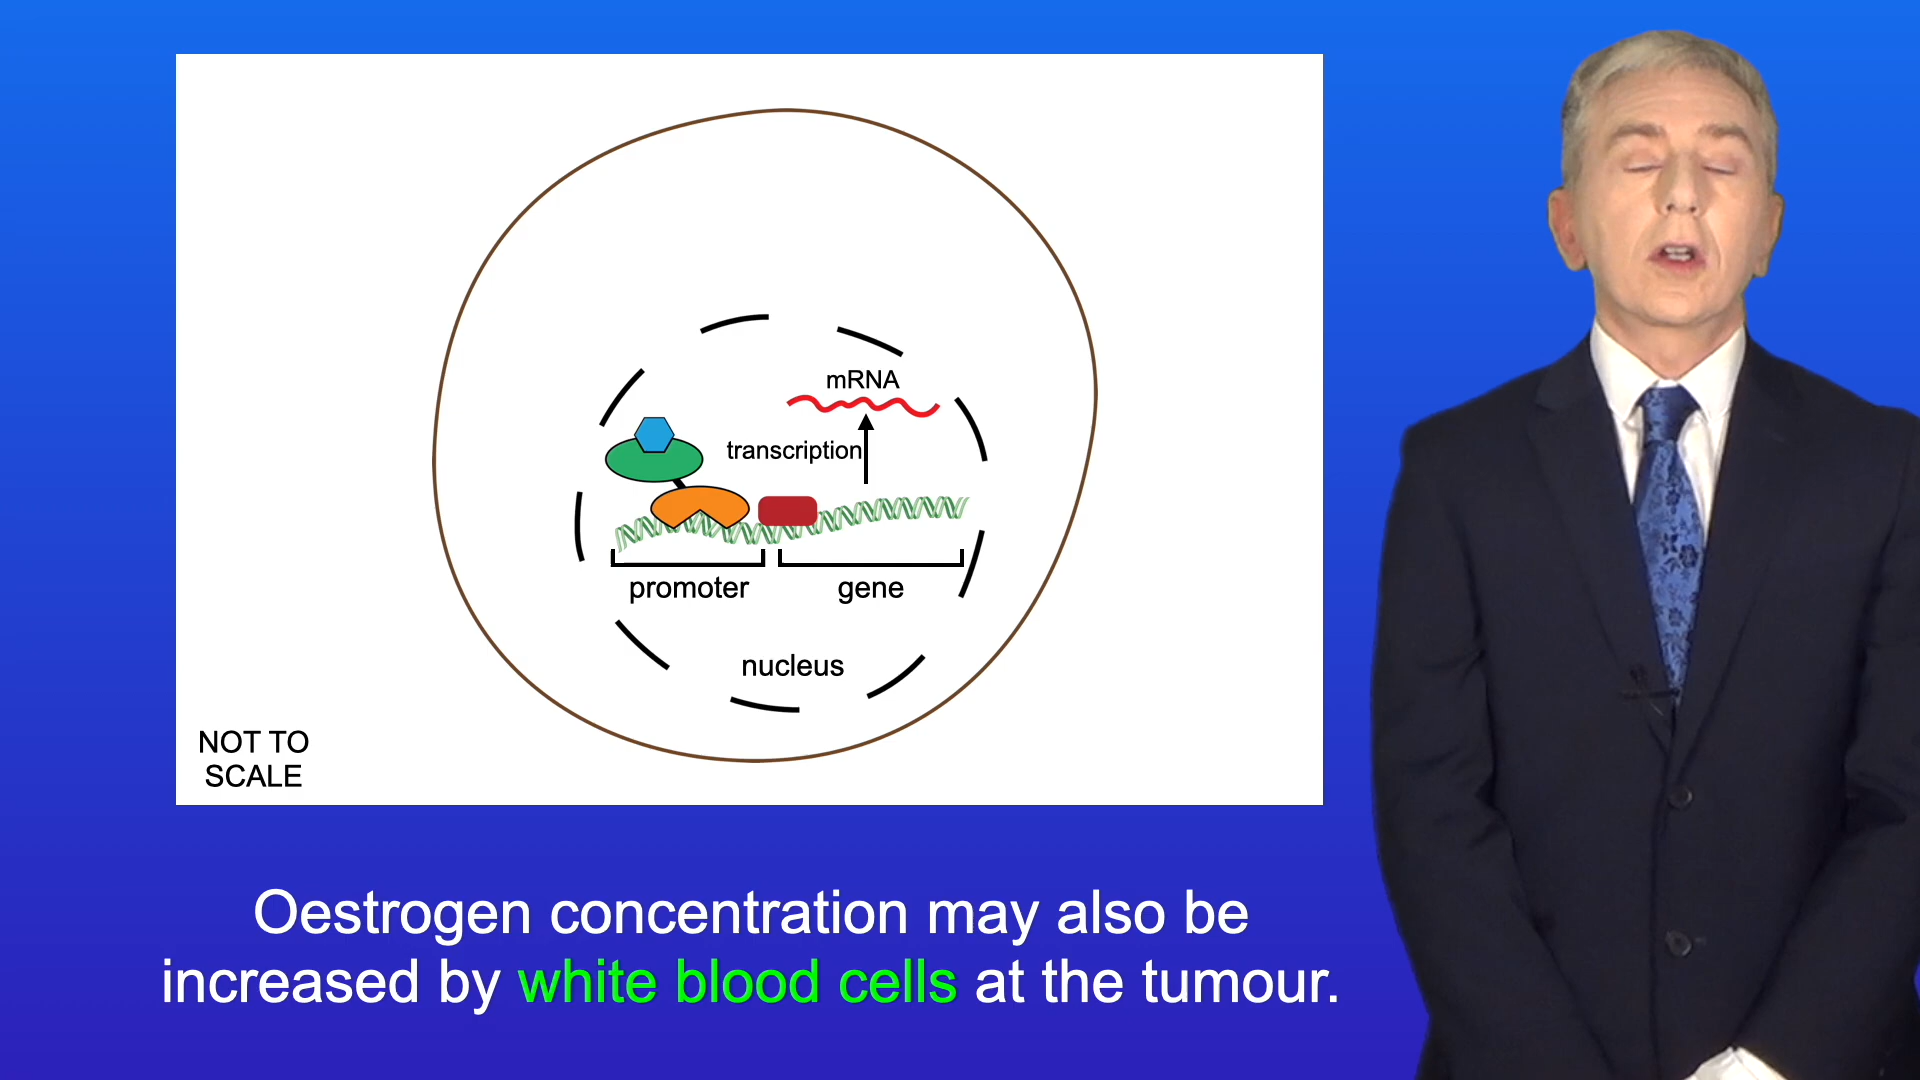 mRNA
transcription
promoter
gene
nucleus
NOT TO
SCALE
Oestrogen concentration may also be
increased by white blood cells at the tumour.